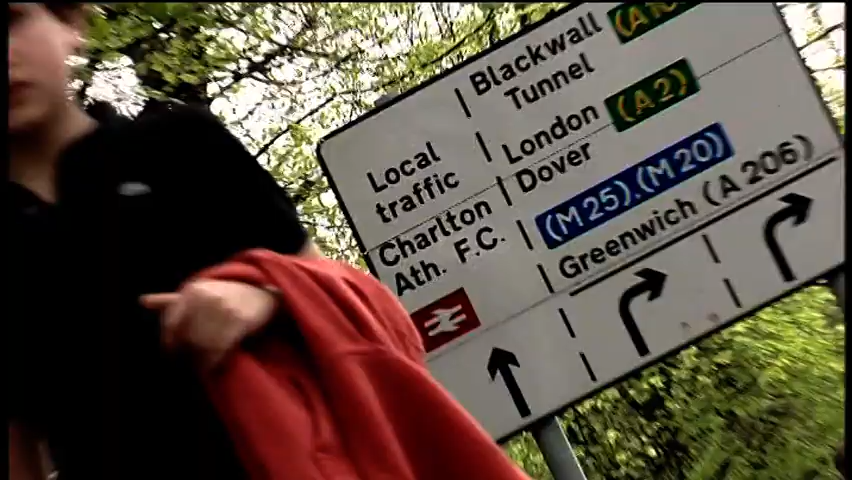 Local
traffic
Charlton
Ath. F.C.
Blackwall
Tunnel
London (A2)
Dover
(M25), (M20)
Greenwich (A 206)